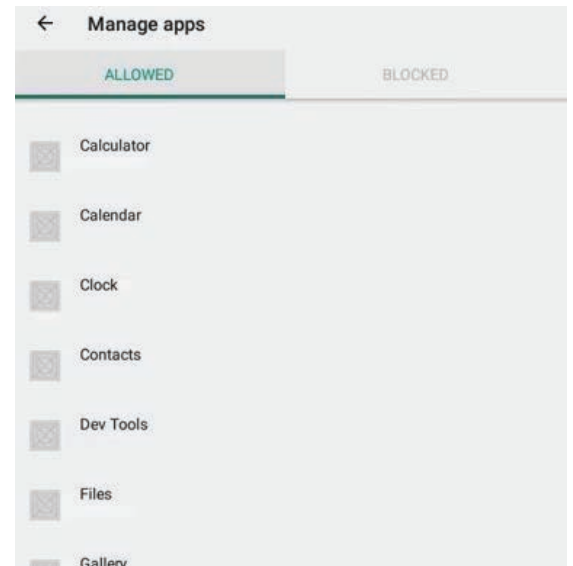 Manage apps
ALLOWED BLOCKED
Calculator
Calendar
Clock
Contacts
Dev Tools
Files
Gallery